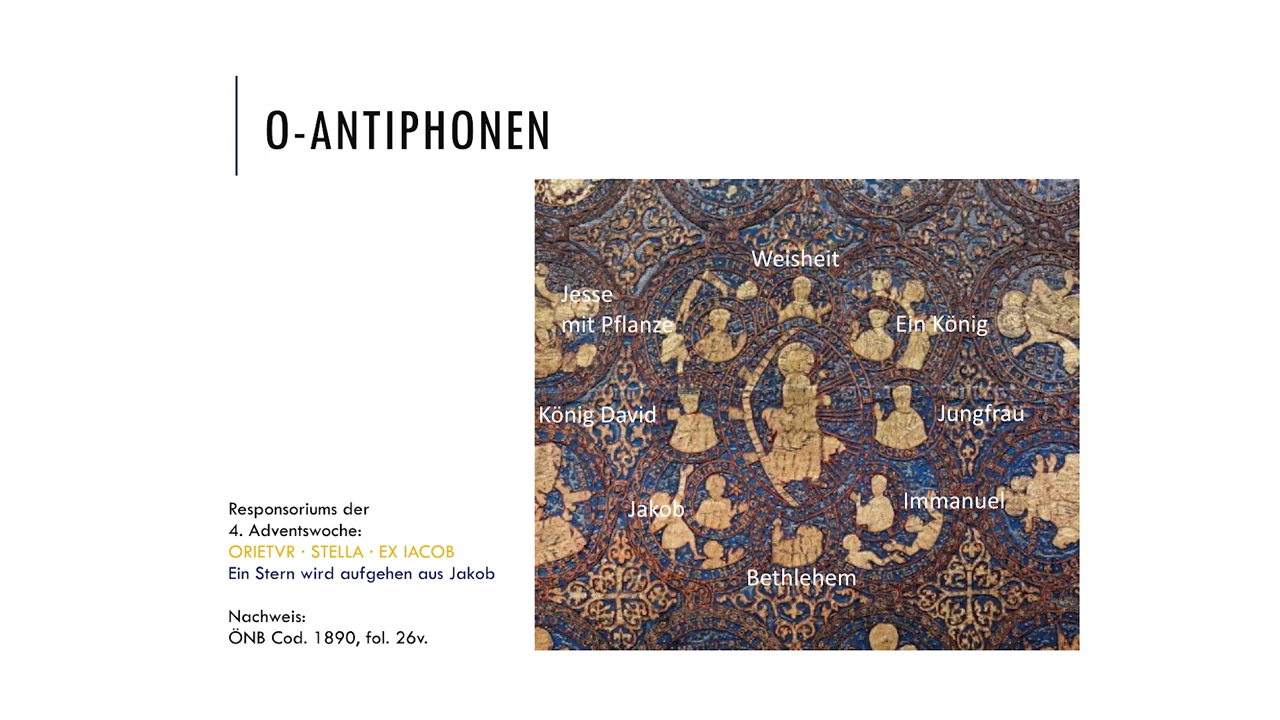 O-ANTIPHONEN
Weisheit
Jesse
mit Pflanze
Ein König
König David
Jungfrau
Jakob
Immanuel
Bethlehem
Responsoriums der
4. Adventswoche:
ORIETVR · STELLA · EX IACOB
Ein Stern wird aufgehen aus Jakob
Nachweis:
ÖNB Cod. 1890, fol. 26v.